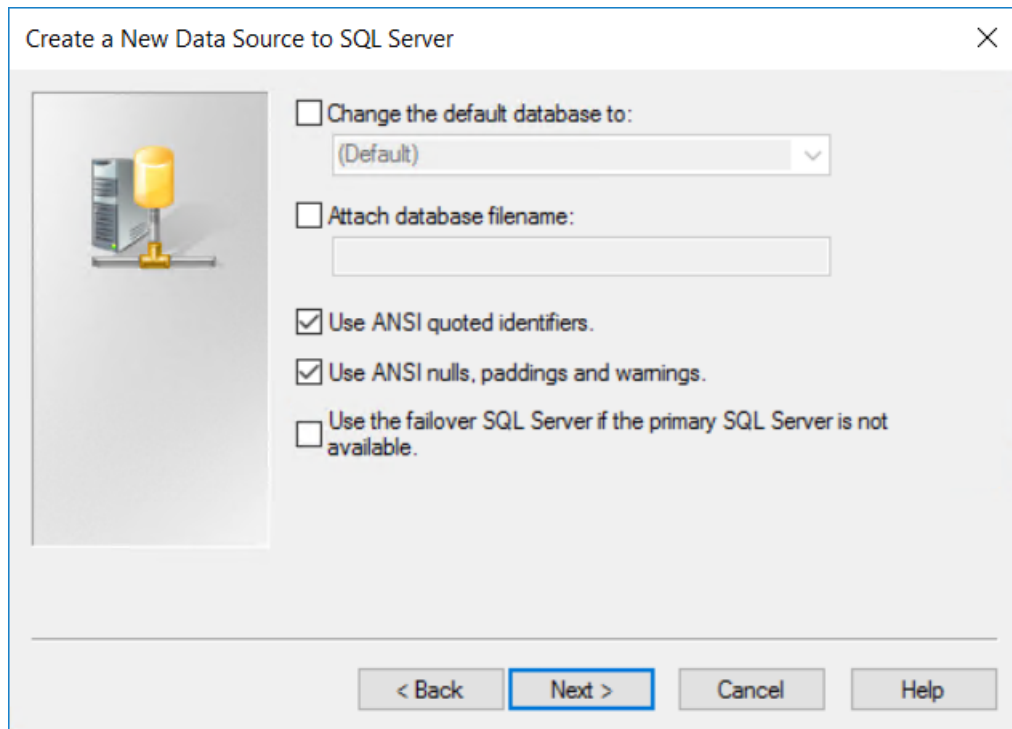 Create a New Data Source to SQL Server
Change the default database to:
(Default)
Attach database filename:
Use ANSI quoted identifiers.
Use ANSI nulls, paddings and warnings.
Use the failover SQL Server if the primary SQL Server is not
available.
< Back
Next >
Cancel
Help